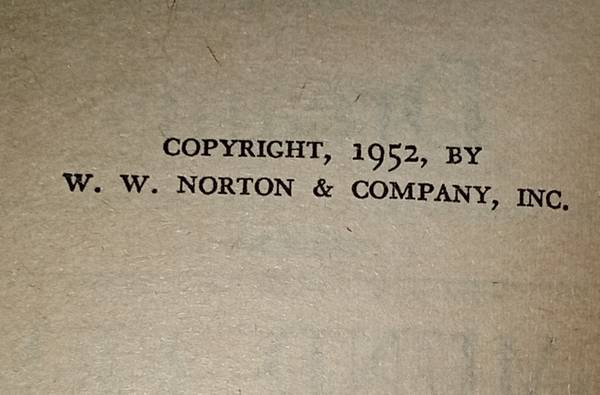 COPYRIGHT, 1952, BY
W. W. NORTON & COMPANY, INC.